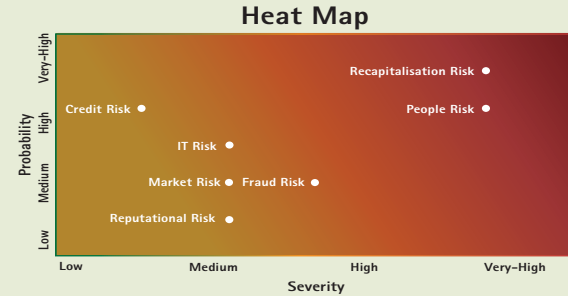 Heat Map
Very-High
High
Medium
Low
Probability
Recapitalisation Risk
Credit Risk
People Risk
IT Risk
Market Risk
Fraud Risk
Reputational Risk
Low
Medium
High
Very-High
Severity